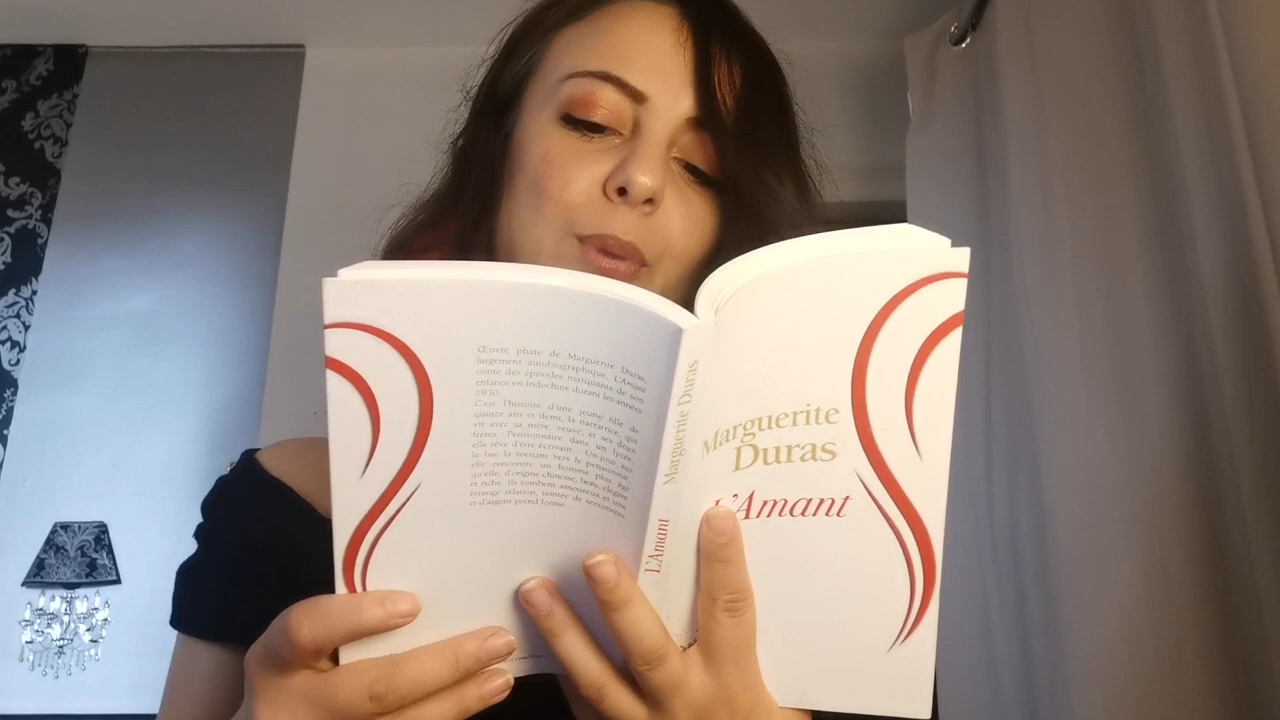 Œuvre phare de Marguerite Duras,
largement autobiographique, L'Amant
conte des épisodes marquants de son
enfance en Indochine durant les années
1930.
C'est l'histoire d'une jeune fille de
quinze ans et demi, la narratrice, qui
vit avec sa mère, veuve, et ses deux
frères. Pensionnaire dans un lycée,
elle rêve d'être écrivain... Un jour, sur
le bac la menant vers le pensionnat,
elle rencontre un homme plus âgé
qu'elle, d'origine chinoise, beau, élégant
et riche. Ils tombent amoureux et une
étrange relation, teintée de sentiments
et d'argent prend forme.
L'Amant
Marguerite Duras
Marguerite
Duras
L'Amant